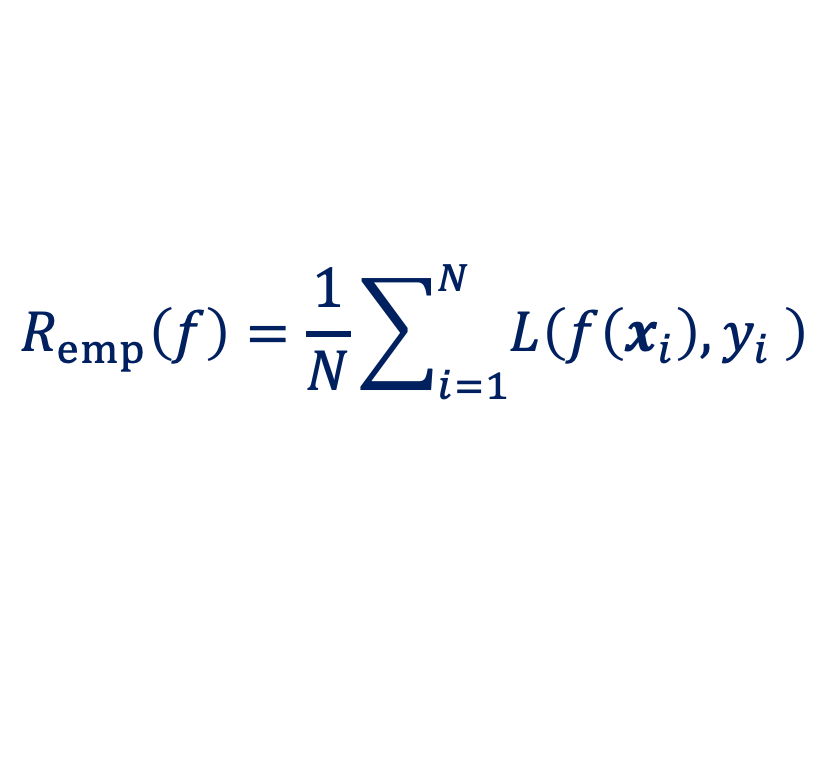 R_emp(f) = 1/N ∑_{i=1}^{N} L(f(𝒙_i), y_i )